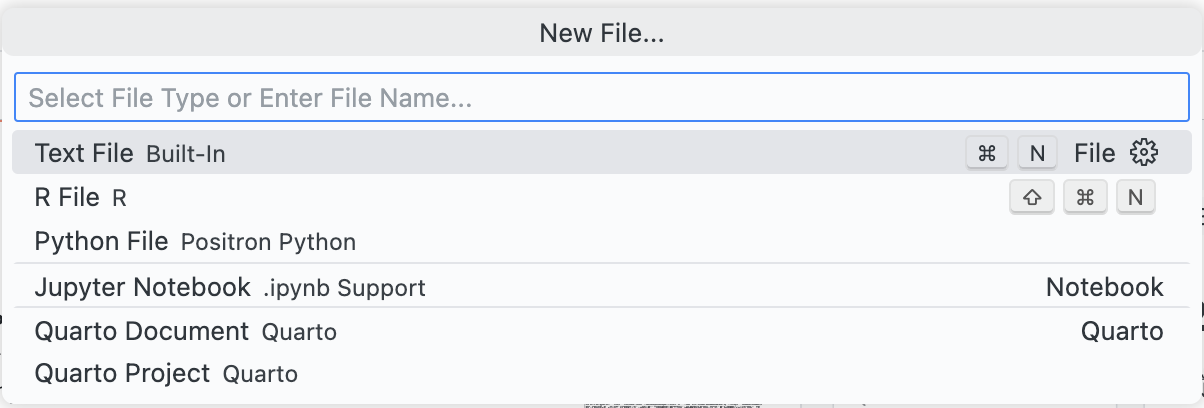 New File...
Select File Type or Enter File Name...
Text File Built-In ⌘ N File
R File R ⇧ ⌘ N
Python File Positron Python
Jupyter Notebook .ipynb Support Notebook
Quarto Document Quarto Quarto
Quarto Project Quarto